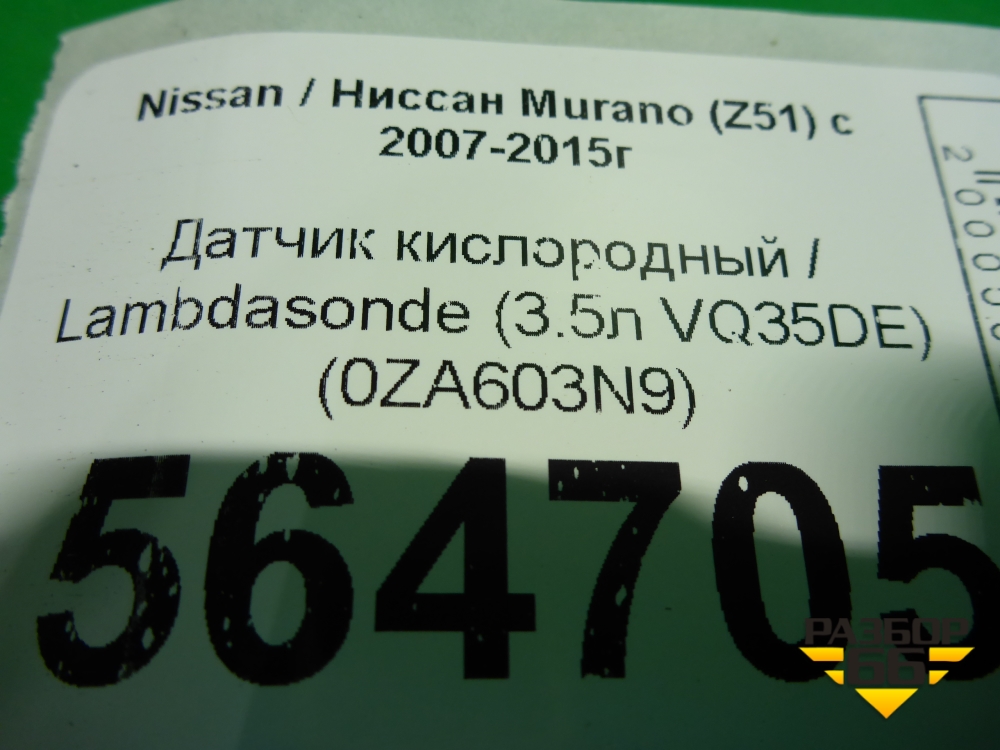 Nissan / Ниссан Murano (Z51) с
2007-2015г
Датчик кислородный /
Lambdasonde (3.5л VQ35DE)
(0ZA603N9)
564705
РАЗБОР
66